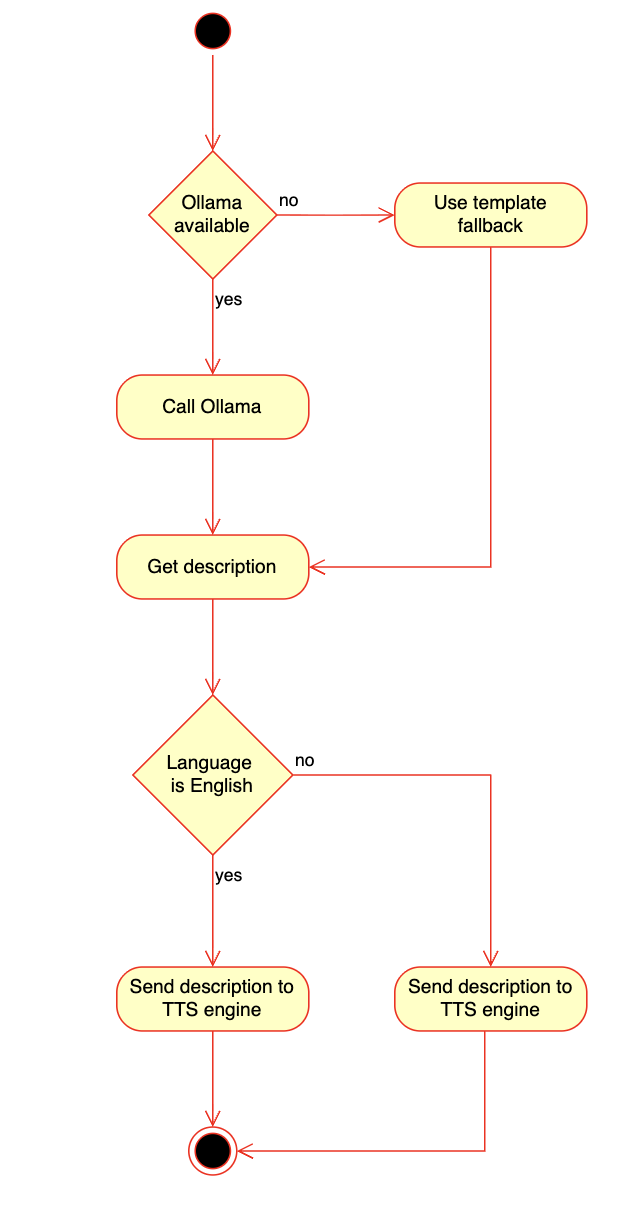 Ollama
available
no
Use template
fallback
yes
Call Ollama
Get description
Language
is English
no
yes
Send description to
TTS engine
Send description to
TTS engine